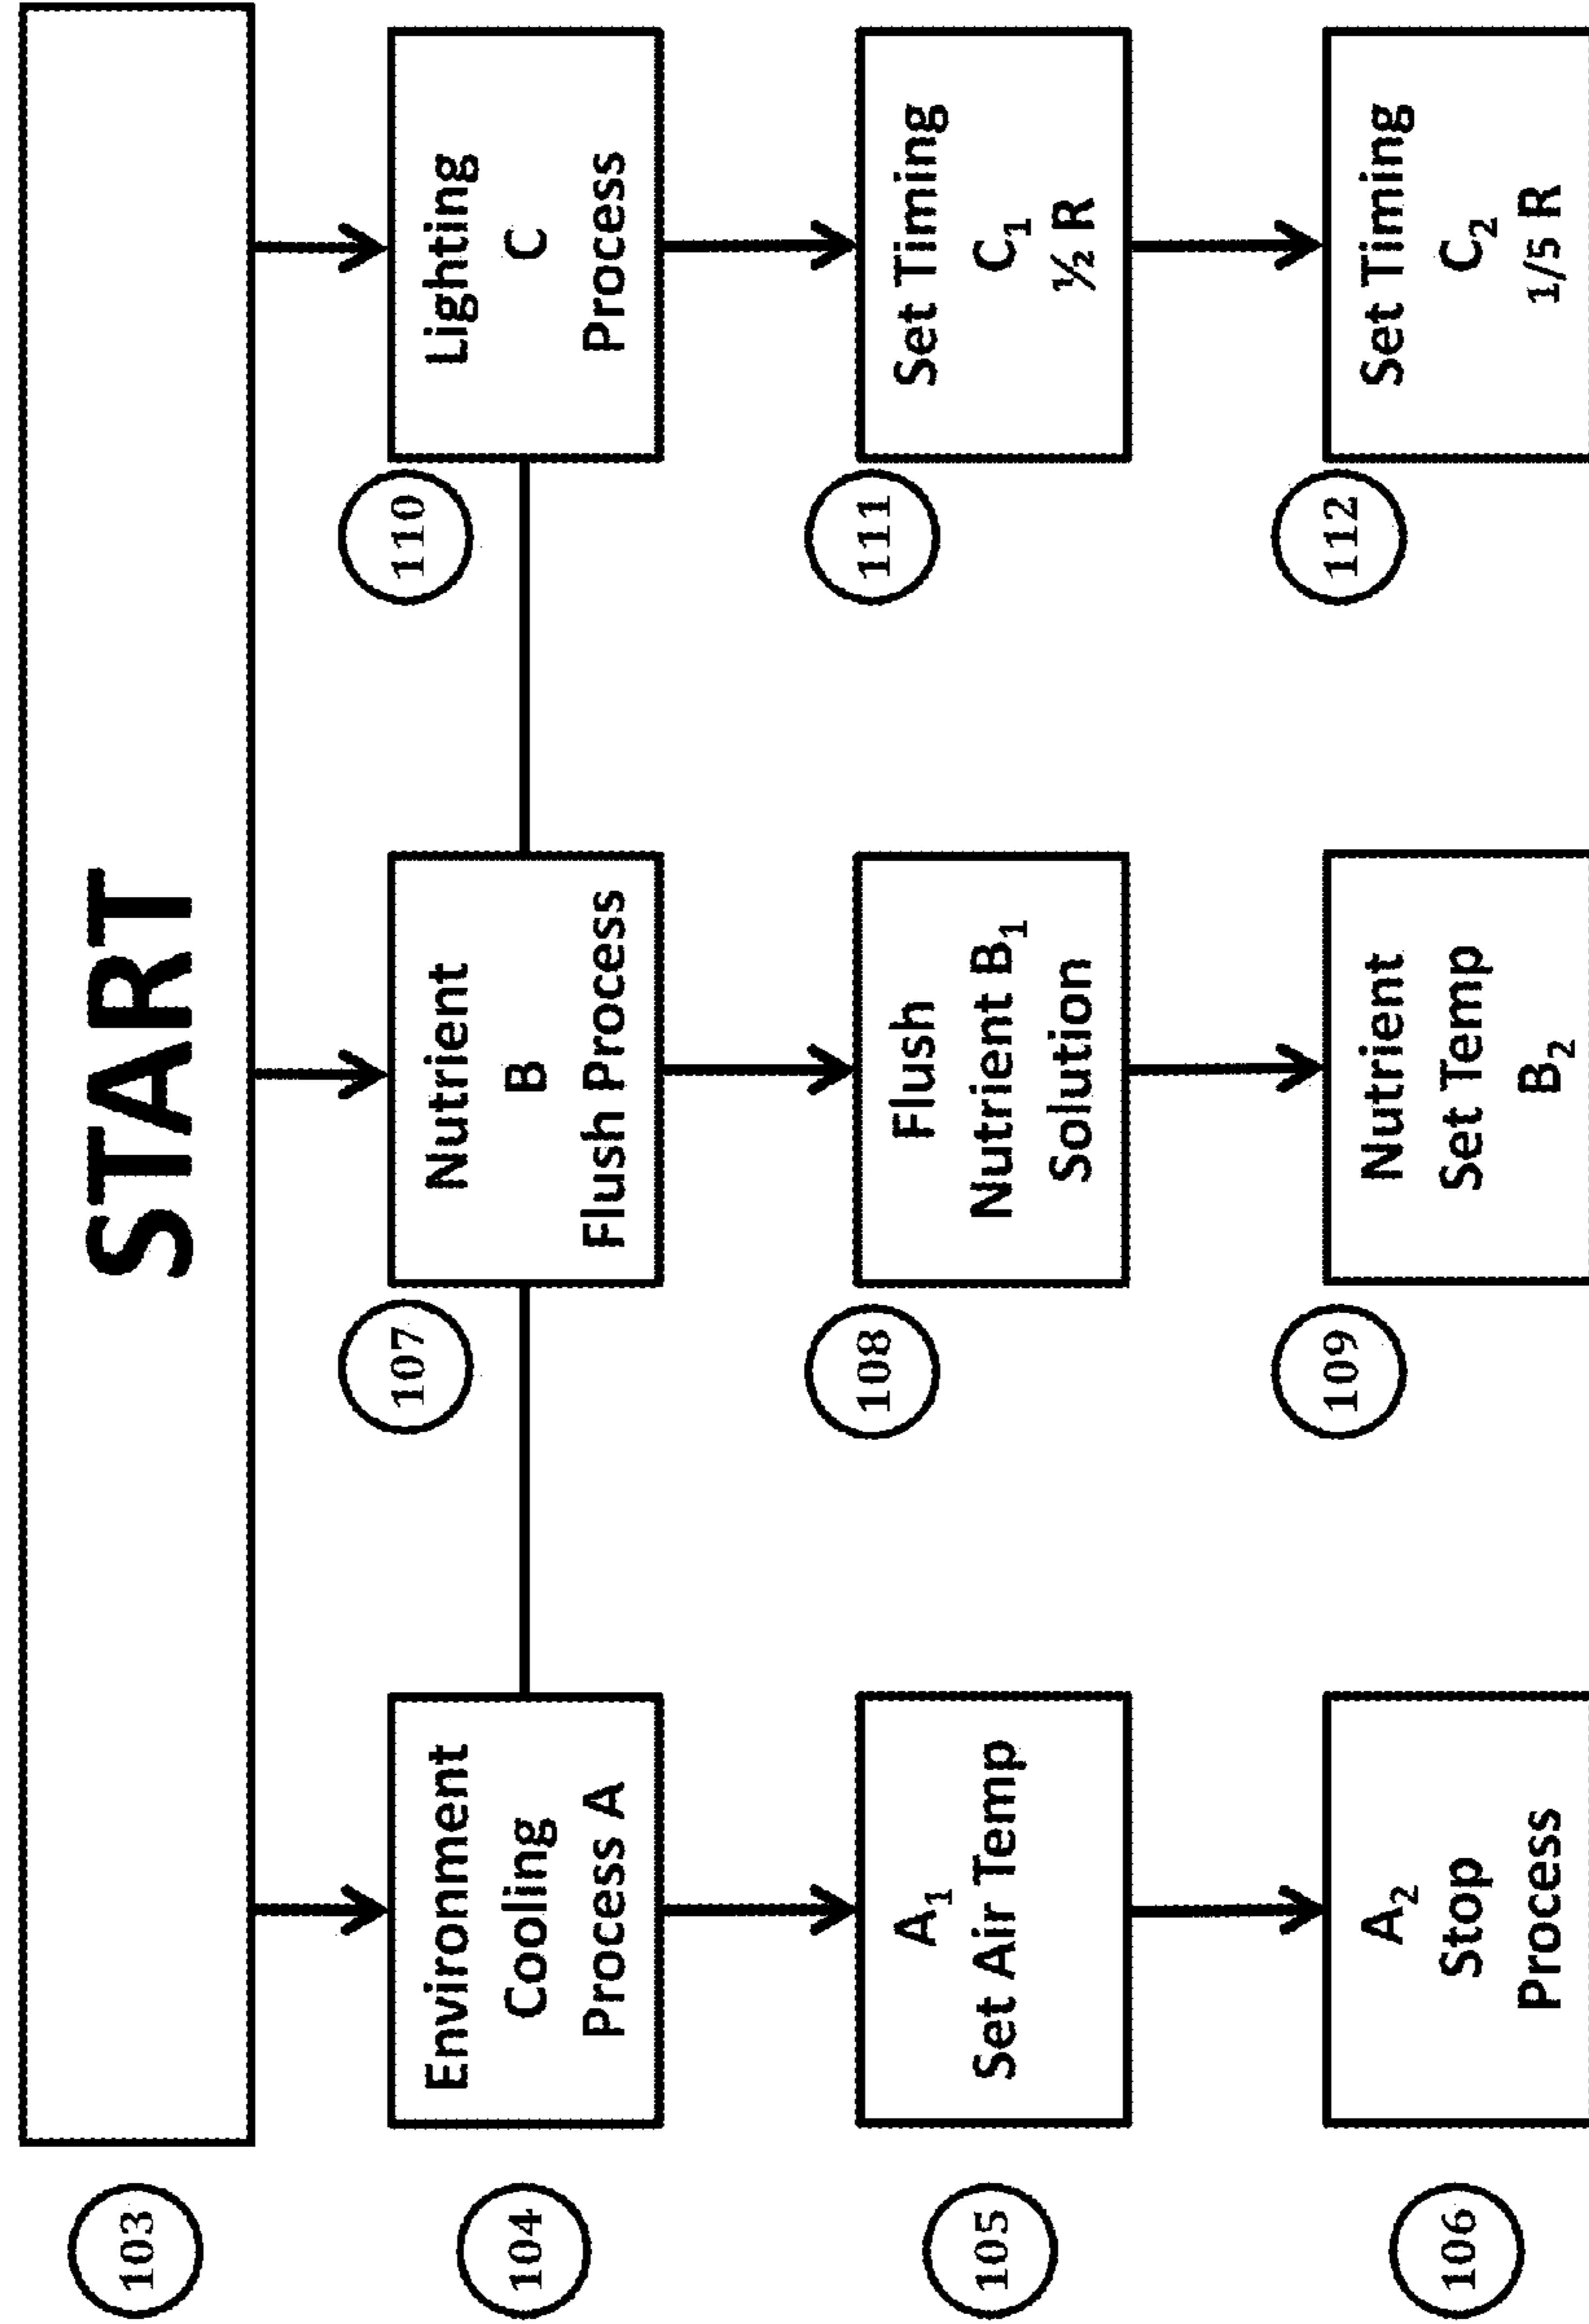 103
START
104
Environment
Cooling
Process A
107
Nutrient
B
Flush Process
110
Lighting
C
Process
105
A₁
Set Air Temp
108
Flush
Nutrient B₁
Solution
111
Set Timing
C₁
½ R
106
A₂
Stop
Process
109
Nutrient
Set Temp
B₂
112
Set Timing
C₂
1/5 R